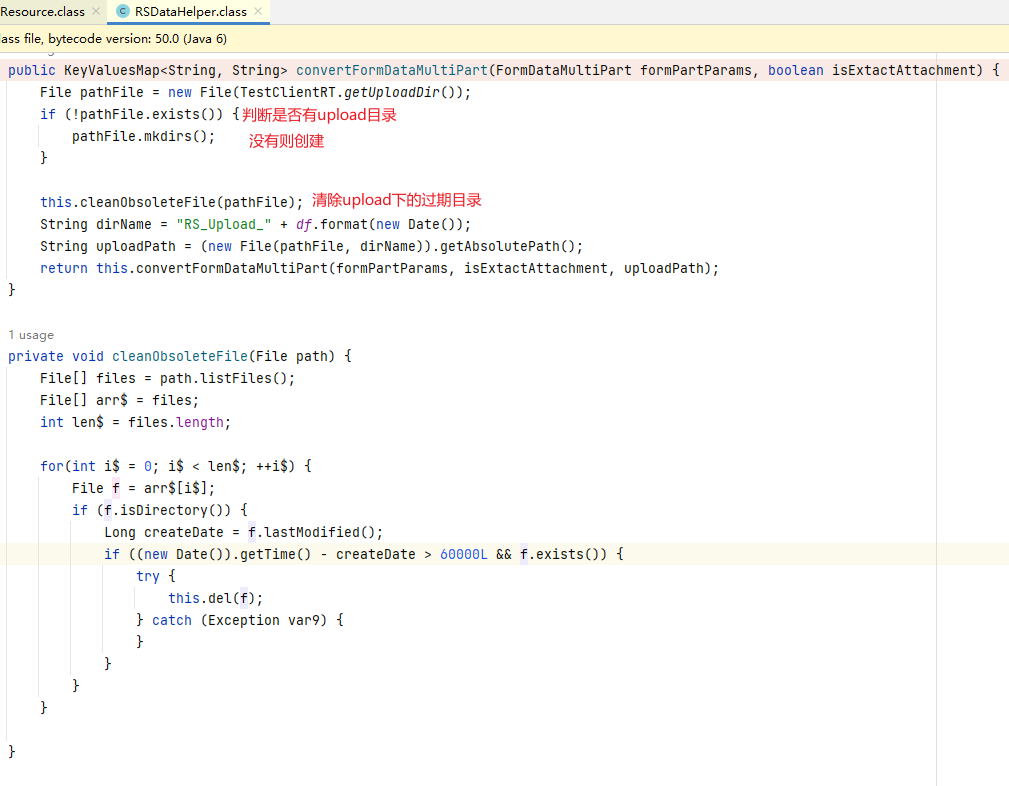 Resource.class × RSDataHelper.class ×
ass file, bytecode version: 50.0 (Java 6)
public KeyValuesMap<String, String> convertFormDataMultiPart(FormDataMultiPart formPartParams, boolean isExtactAttachment) {
File pathFile = new File(TestClientRT.getUploadDir());
if (!pathFile.exists()) { 判断是否有upload目录
pathFile.mkdirs(); 没有则创建
}
this.cleanObsoleteFile(pathFile); 清除upload下的过期目录
String dirName = "RS_Upload_" + df.format(new Date());
String uploadPath = (new File(pathFile, dirName)).getAbsolutePath();
return this.convertFormDataMultiPart(formPartParams, isExtactAttachment, uploadPath);
}
1 usage
private void cleanObsoleteFile(File path) {
File[] files = path.listFiles();
File[] arr$ = files;
int len$ = files.length;
for(int i$ = 0; i$ < len$; ++i$) {
File f = arr$[i$];
if (f.isDirectory()) {
Long createDate = f.lastModified();
if ((new Date()).getTime() - createDate > 60000L && f.exists()) {
try {
this.del(f);
} catch (Exception var9) {
}
}
}
}
}